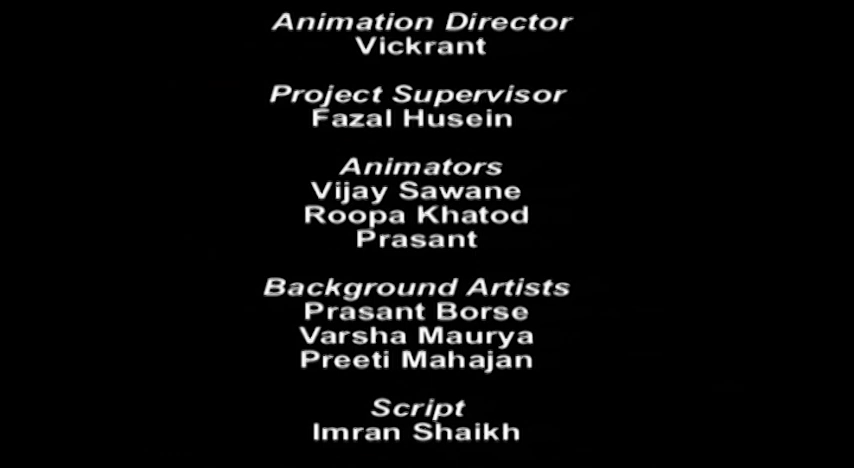 Animation Director
Vickrant
Project Supervisor
Fazal Husein
Animators
Vijay Sawane
Roopa Khatod
Prasant
Background Artists
Prasant Borse
Varsha Maurya
Preeti Mahajan
Script
Imran Shaikh